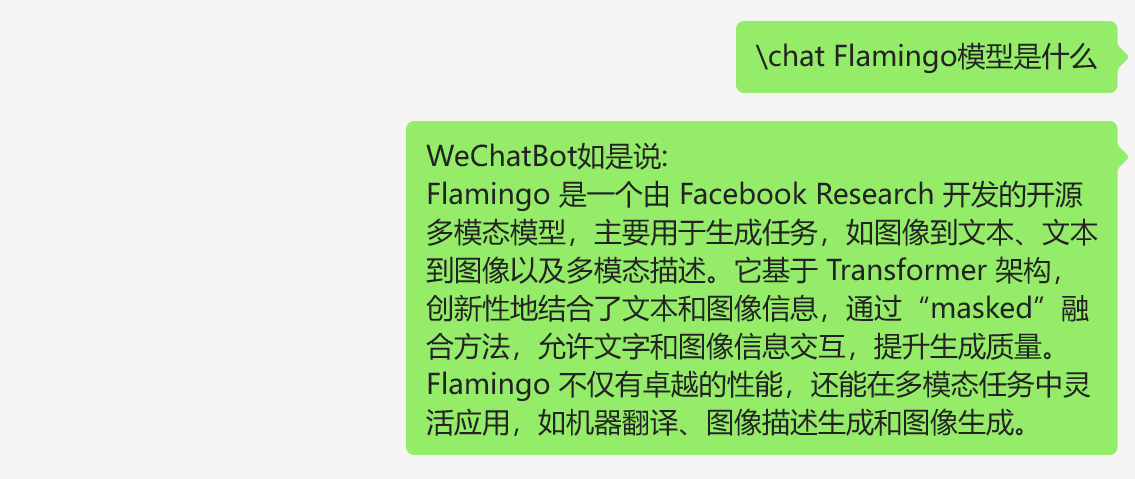 \chat Flamingo模型是什么
WeChatBot如是说:
Flamingo 是一个由 Facebook Research 开发的开源
多模态模型，主要用于生成任务，如图像到文本、文本
到图像以及多模态描述。它基于 Transformer 架构，
创新性地结合了文本和图像信息，通过“masked”融
合方法，允许文字和图像信息交互，提升生成质量。
Flamingo 不仅有卓越的性能，还能在多模态任务中灵
活应用，如机器翻译、图像描述生成和图像生成。